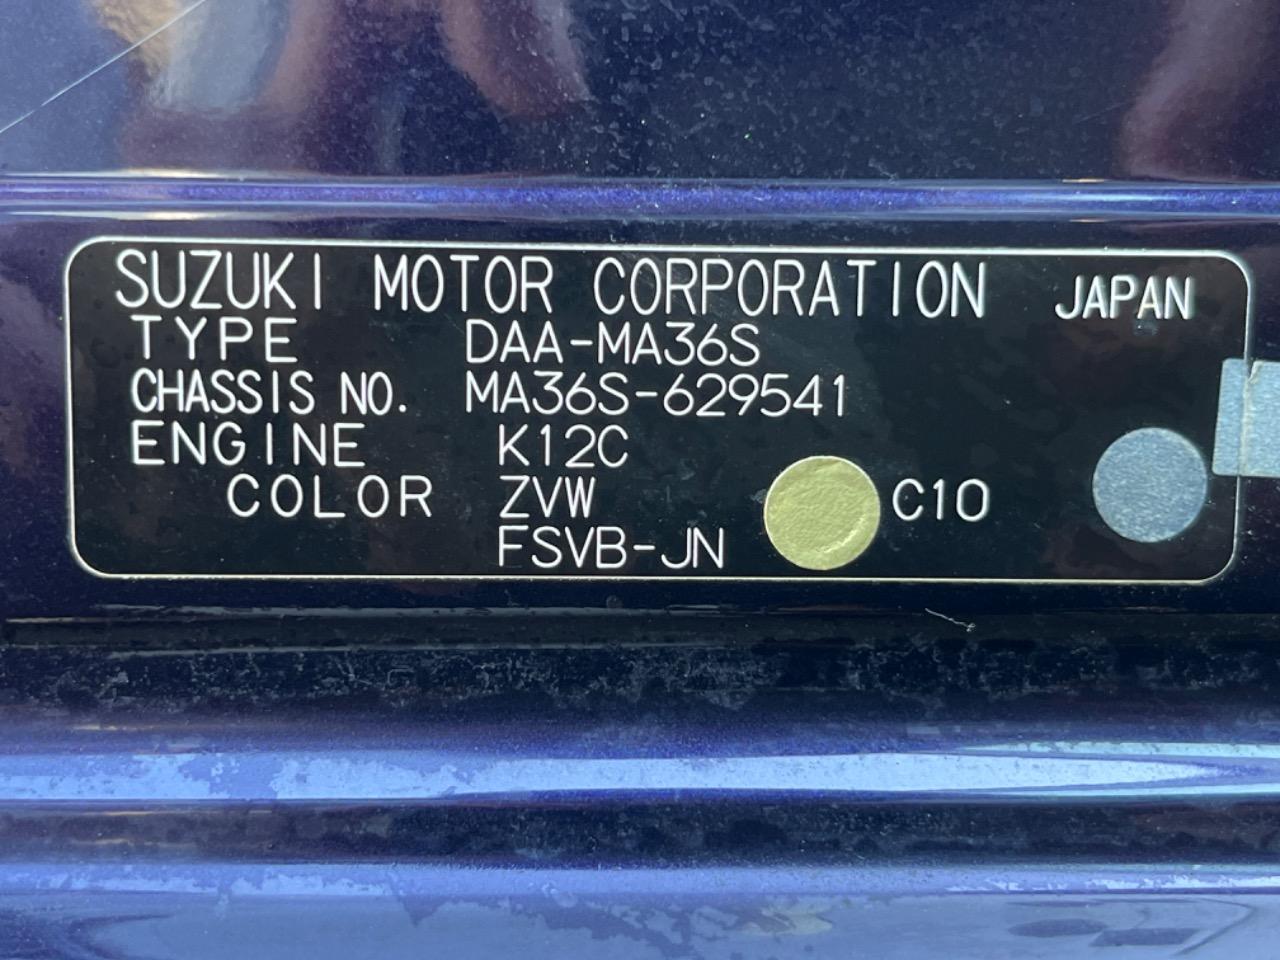 SUZUKI MOTOR CORPORATION JAPAN
TYPE DAA-MA36S
CHASSIS NO. MA36S-629541
ENGINE K12C
COLOR ZVW C10
FSVB-JN